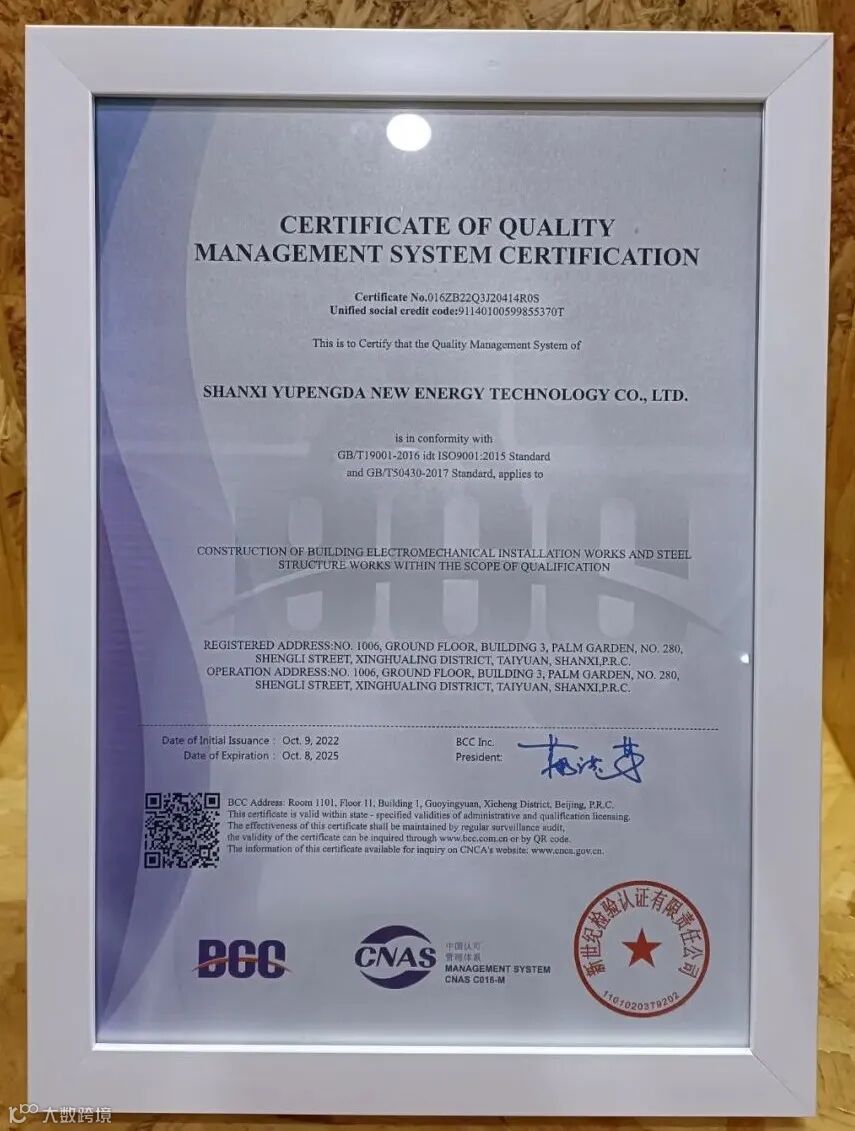 CERTIFICATE OF QUALITY
MANAGEMENT SYSTEM CERTIFICATION
Certificate No.016ZB22Q3J20414R0S
Unified social credit code:91140100599855370T
This is to Certify that the Quality Management System of
SHANXI YUPENGDA NEW ENERGY TECHNOLOGY CO., LTD.
is in conformity with
GB/T19001-2016 idt ISO9001:2015 Standard
and GB/T50430-2017 Standard, applies to
CONSTRUCTION OF BUILDING ELECTROMECHANICAL INSTALLATION WORKS AND STEEL
STRUCTURE WORKS WITHIN THE SCOPE OF QUALIFICATION
REGISTERED ADDRESS:NO. 1006, GROUND FLOOR, BUILDING 3, PALM GARDEN, NO. 280,
SHENGLI STREET, XINGHUALING DISTRICT, TAIYUAN, SHANXI,P.R.C.
OPERATION ADDRESS:NO. 1006, GROUND FLOOR, BUILDING 3, PALM GARDEN, NO. 280,
SHENGLI STREET, XINGHUALING DISTRICT, TAIYUAN, SHANXI,P.R.C.
Date of Initial Issuance : Oct. 9, 2022
Date of Expiration : Oct. 8, 2025
BCC Inc.
President:
BCC Address: Room 1101, Floor 11, Building 1, Guoyingyuan, Xicheng District, Beijing, P.R.C.
This certificate is valid within state - specified validities of administrative and qualification licensing.
The effectiveness of this certificate shall be maintained by regular surveillance audit,
the validity of the certificate can be inquired through www.bcc.com.cn or by QR code.
The information of this certificate available for inquiry on CNCA's website: www.cnca.gov.cn.
BCC
CNAS
中国认可
管理体系
MANAGEMENT SYSTEM
CNAS C016-M
新世纪检验认证有限责任公司
1101020379202
大数跨境